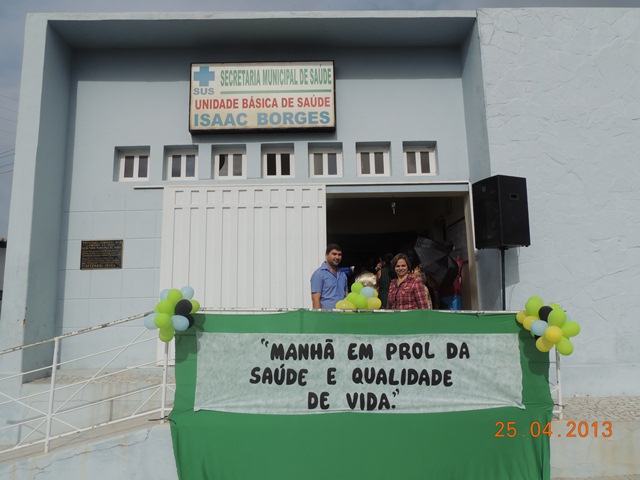 SUS
SECRETARIA MUNICIPAL DE SAÚDE
UNIDADE BÁSICA DE SAÚDE
ISAAC BORGES
"MANHÃ EM PROL DA
SAÚDE E QUALIDADE
DE VIDA."
25.04.2013